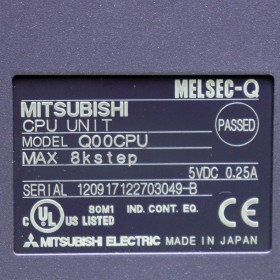 MELSEC-Q
MITSUBISHI
CPU UNIT
PASSED
MODEL Q00CPU
MAX 8kstep
5VDC 0.25A
SERIAL 120917122703049-B
80M1 IND. CONT. EQ.
C UL US LISTED CE
MITSUBISHI ELECTRIC MADE IN JAPAN